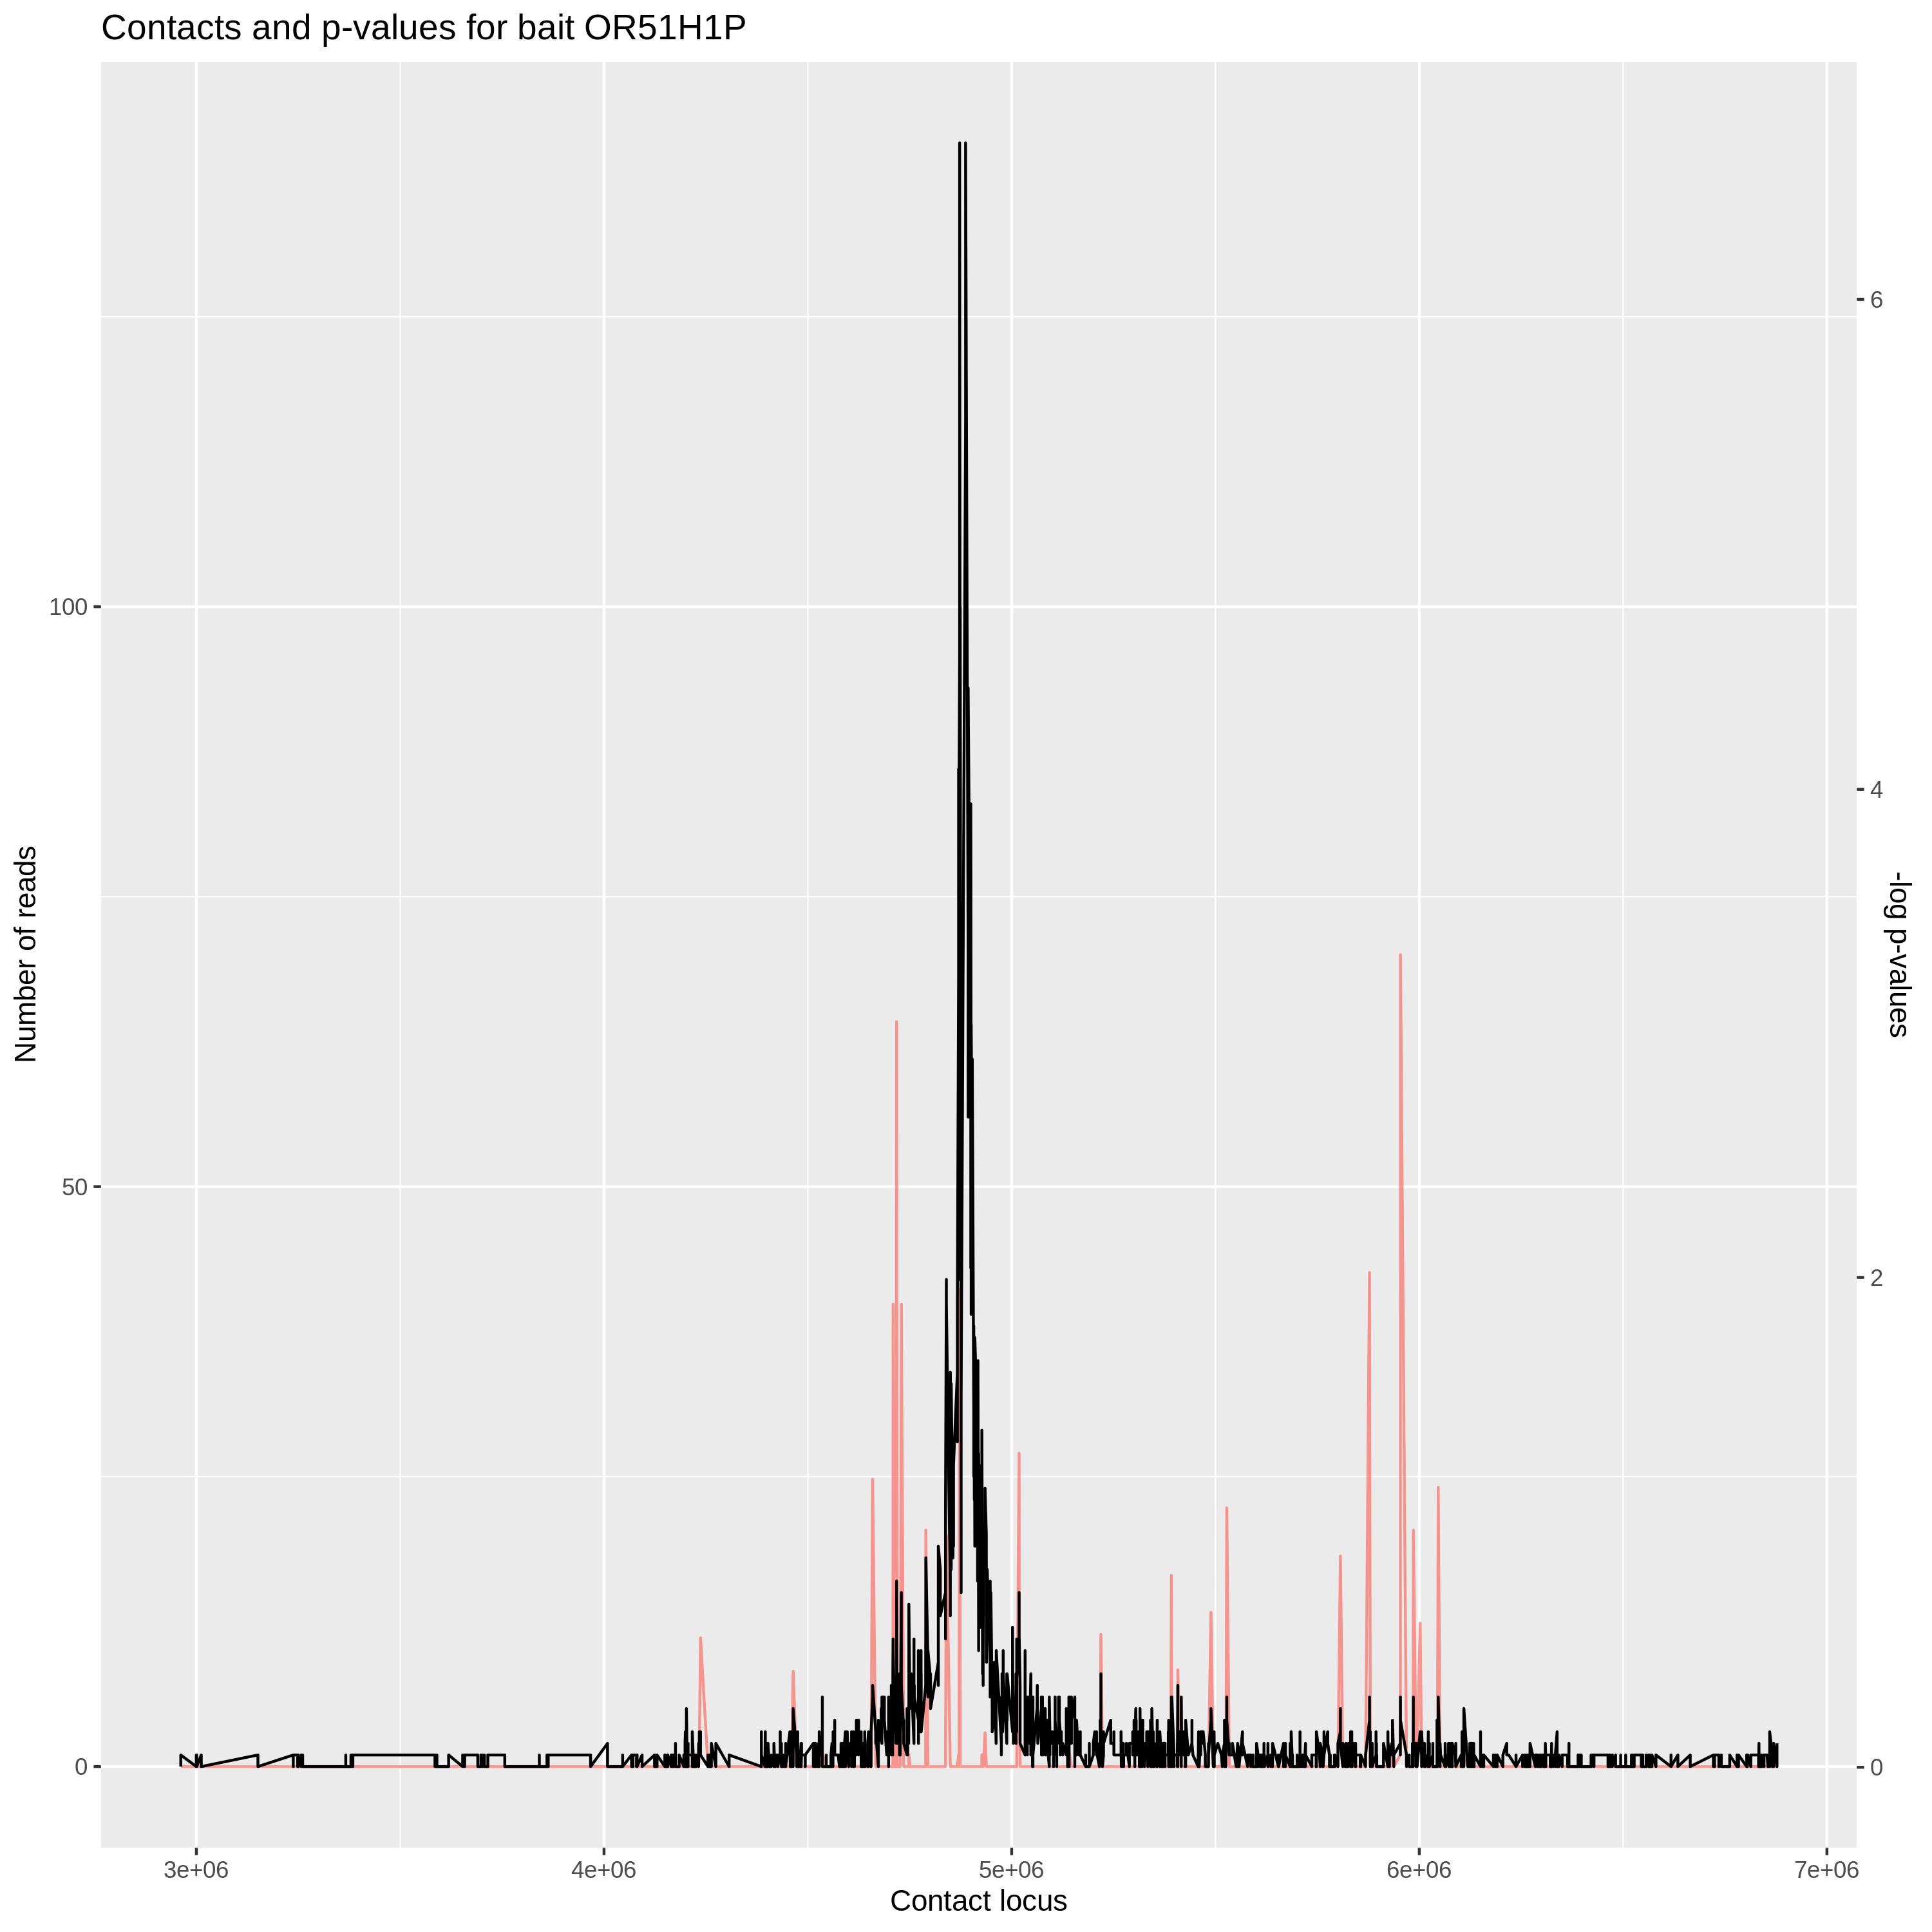 Contacts and p-values for bait OR51H1P
Number of reads
100
50
0
6
4
2
0
-log p-values
3e+06
4e+06
5e+06
6e+06
7e+06
Contact locus